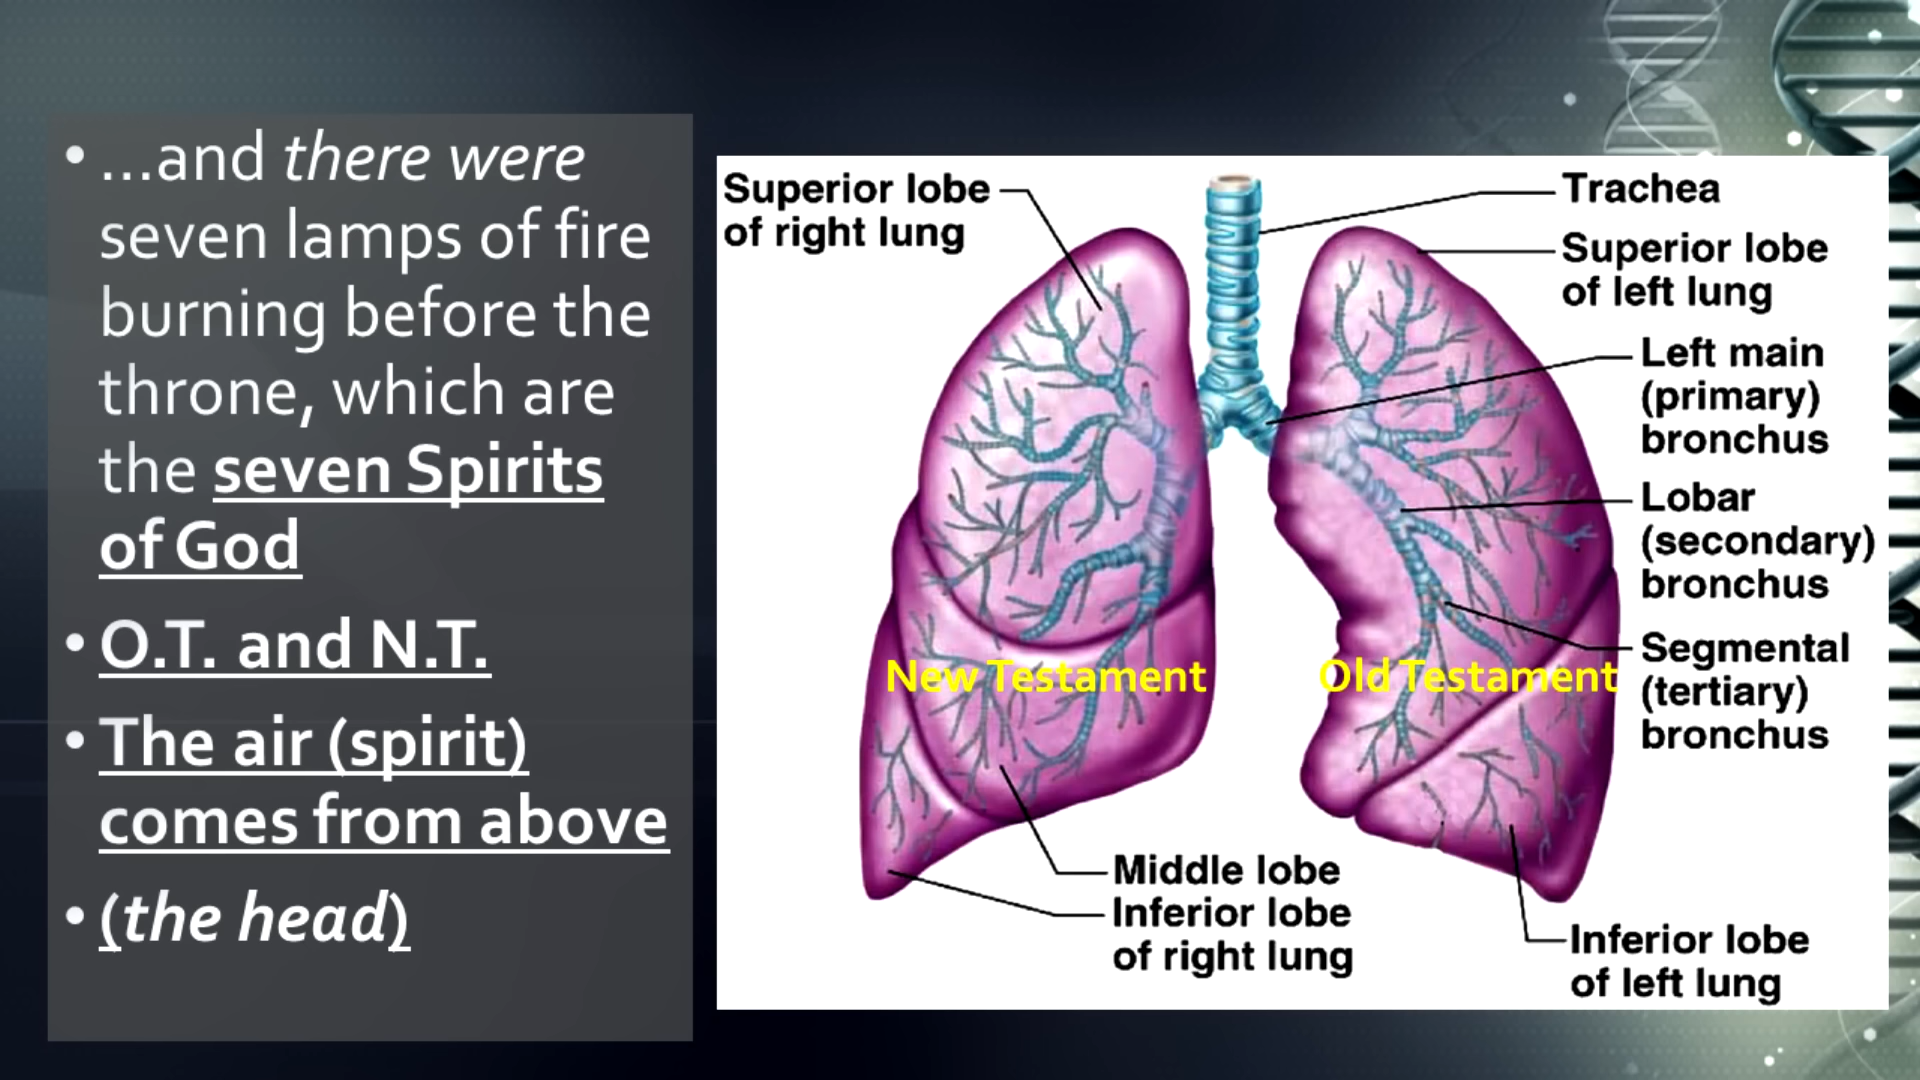 • ...and there were
seven lamps of fire
burning before the
throne, which are
the seven Spirits
of God
• O.T. and N.T.
• The air (spirit)
comes from above
• (the head)
Superior lobe
of right lung
Trachea
Superior lobe
of left lung
Left main
(primary)
bronchus
Lobar
(secondary)
bronchus
Segmental
(tertiary)
bronchus
New Testament
Old Testament
Middle lobe
Inferior lobe
of right lung
Inferior lobe
of left lung